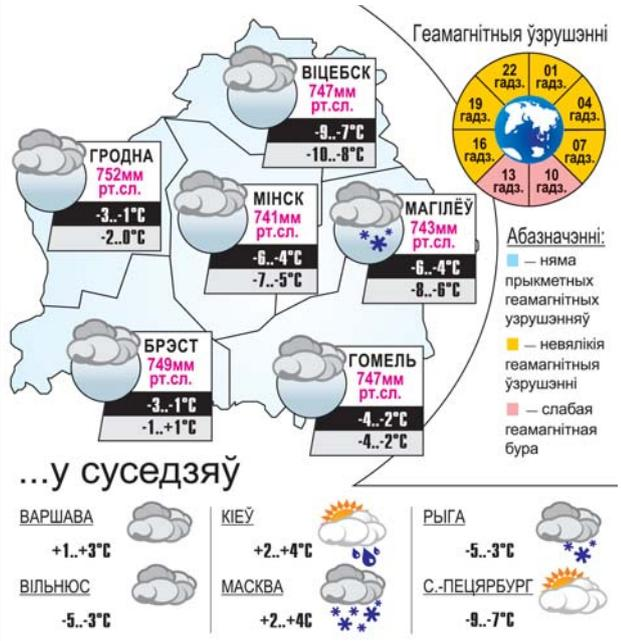 Геамагнітныя ўзрушэнні
22
гадз.
01
гадз.
04
гадз.
07
гадз.
10
гадз.
13
гадз.
16
гадз.
19
гадз.
ВІЦЕБСК
747мм
рт.сл.
-9..-7°С
-10..-8°С
ГРОДНА
752мм
рт.сл.
-3..-1°С
-2..0°С
МІНСК
741мм
рт.сл.
-6..-4°С
-7..-5°С
МАГІЛЁЎ
743мм
рт.сл.
-6..-4°С
-8..-6°С
БРЭСТ
749мм
рт.сл.
-3..-1°С
-1..+1°С
ГОМЕЛЬ
747мм
рт.сл.
-4..-2°С
-4..-2°С
Абазначэнні:
— няма
прыкметных
геамагнітных
узрушэнняў
— невялікія
геамагнітныя
ўзрушэнні
— слабая
геамагнітная
бура
...у суседзяў
ВАРШАВА
+1..+3°С
КІЕЎ
+2..+4°С
РЫГА
-5..-3°С
ВІЛЬНЮС
-5..-3°С
МАСКВА
+2..+4С
С.-ПЕЦЯРБУРГ
-9..-7°С